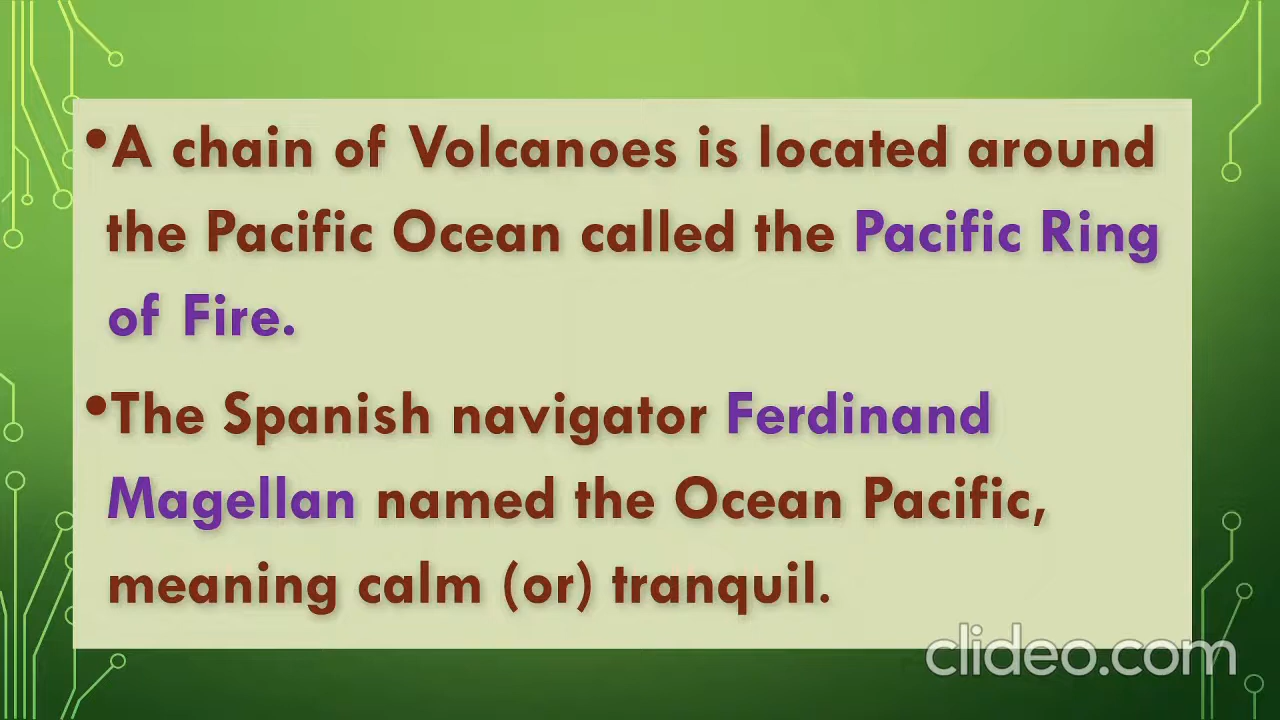 •A chain of Volcanoes is located around
the Pacific Ocean called the Pacific Ring
of Fire.
•The Spanish navigator Ferdinand
Magellan named the Ocean Pacific,
meaning calm (or) tranquil.
clideo.com